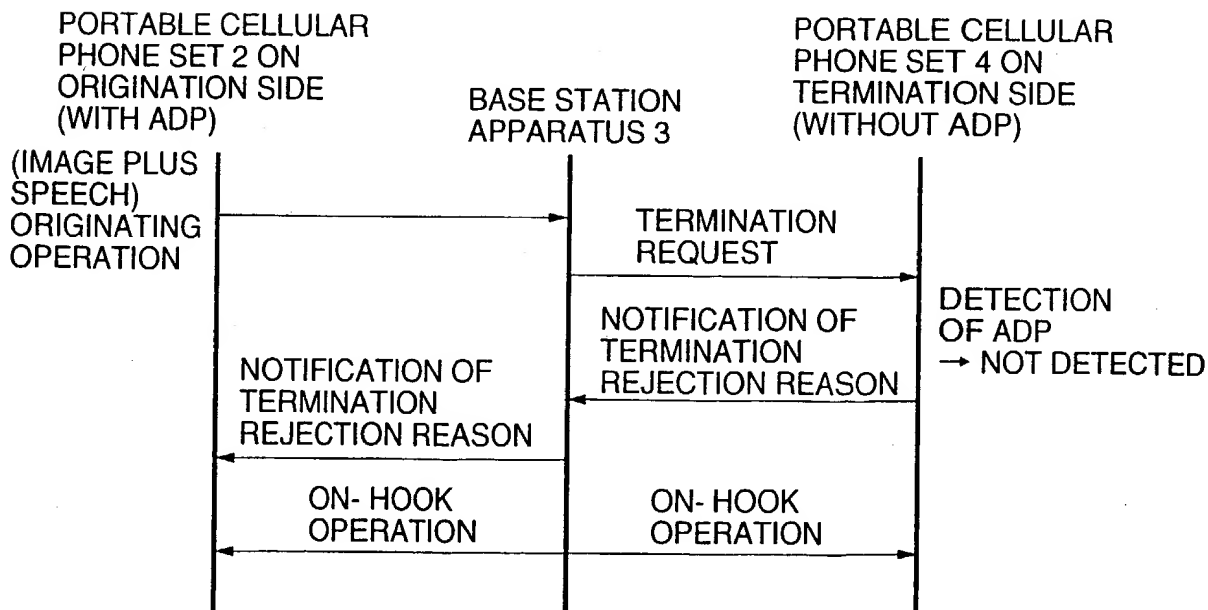 PORTABLE CELLULAR
PHONE SET 2 ON
ORIGINATION SIDE
(WITH ADP)
BASE STATION
APPARATUS 3
PORTABLE CELLULAR
PHONE SET 4 ON
TERMINATION SIDE
(WITHOUT ADP)
(IMAGE PLUS
SPEECH)
ORIGINATING
OPERATION
TERMINATION
REQUEST
DETECTION
OF ADP
→ NOT DETECTED
NOTIFICATION OF
TERMINATION
REJECTION REASON
NOTIFICATION OF
TERMINATION
REJECTION REASON
ON- HOOK
OPERATION
ON- HOOK
OPERATION